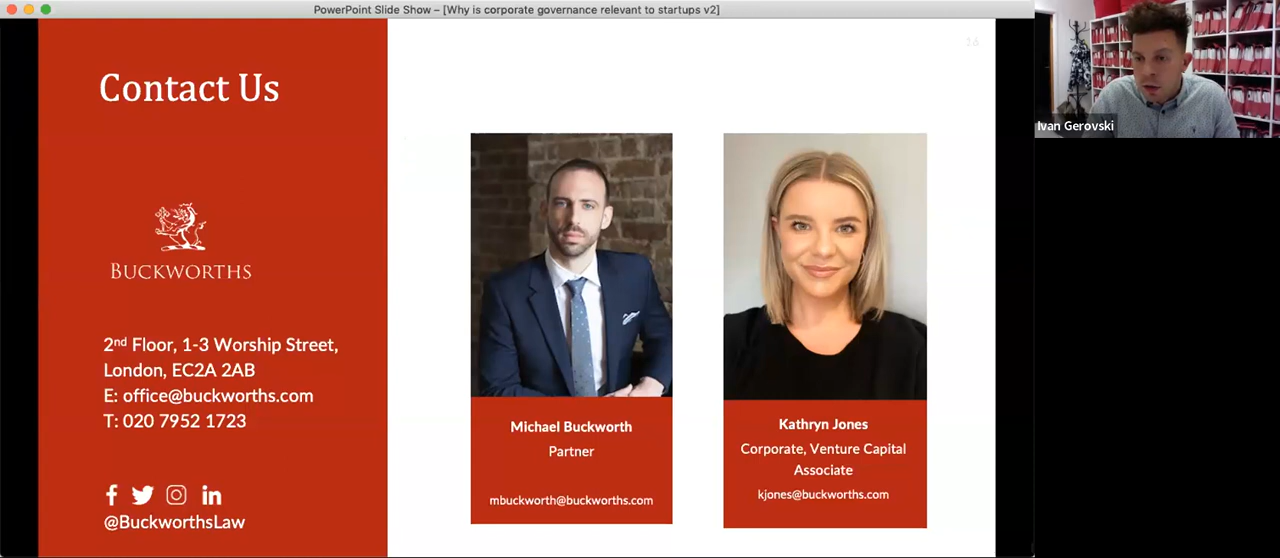 PowerPoint Slide Show – [Why is corporate governance relevant to startups v2]
16
Contact Us
BUCKWORTHS
2nd Floor, 1-3 Worship Street,
London, EC2A 2AB
E: office@buckworths.com
T: 020 7952 1723
@BuckworthsLaw
Michael Buckworth
Partner
mbuckworth@buckworths.com
Kathryn Jones
Corporate, Venture Capital
Associate
kjones@buckworths.com
Ivan Gerovski